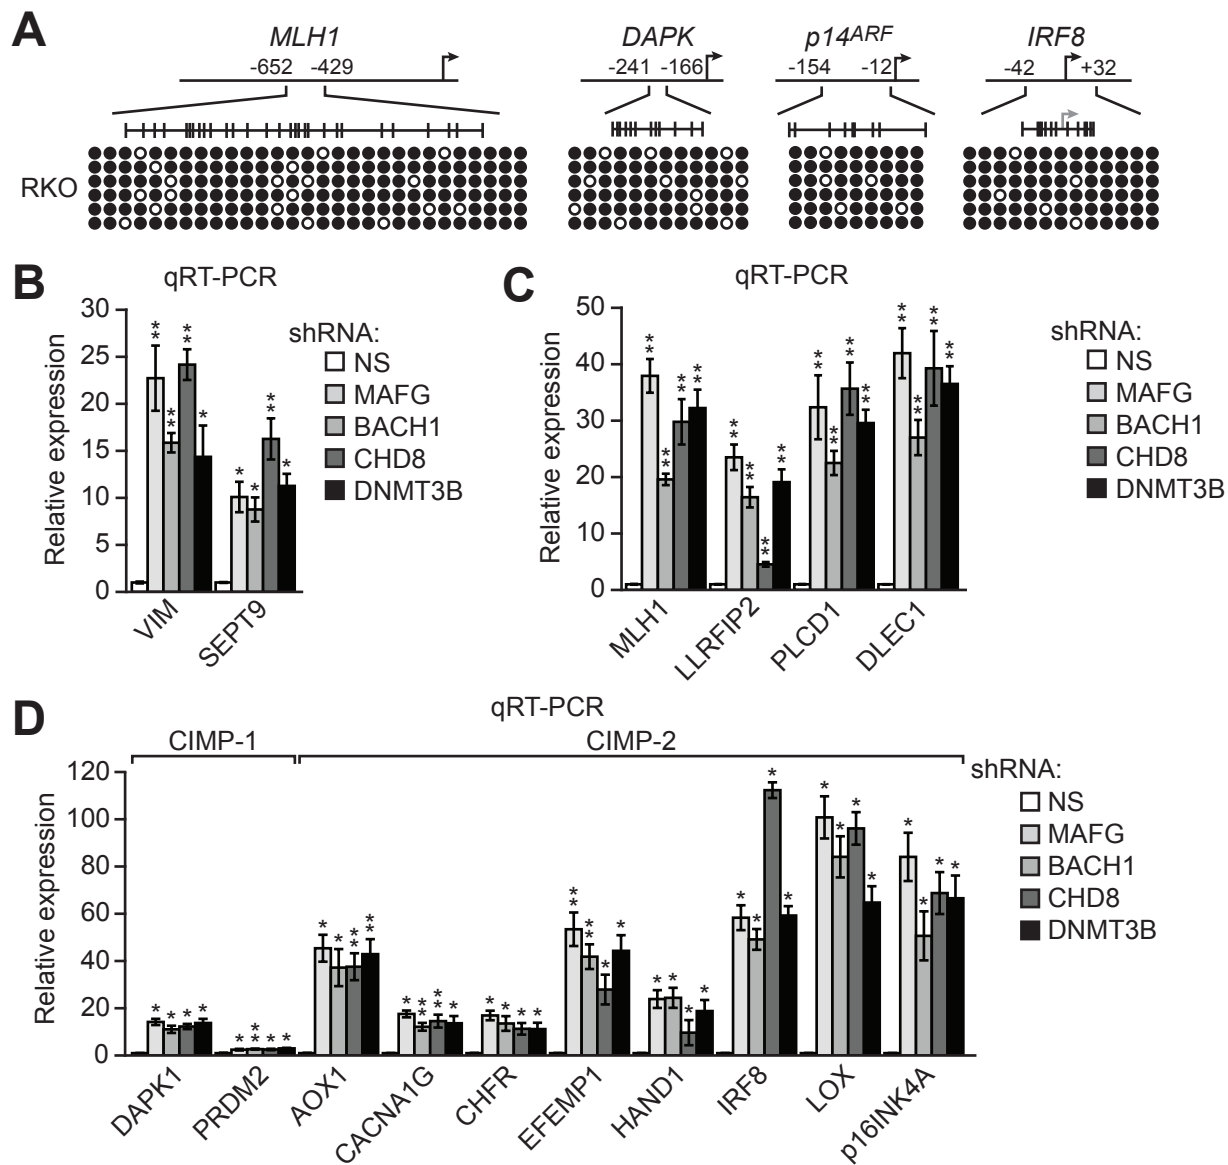 A
MLH1
DAPK
p14ARF
IRF8
-652 -429
-241 -166
-154 -12
-42 +32
RKO
B
qRT-PCR
Relative expression
30
25
20
15
10
5
0
** ** ** *
* * ** *
VIM
SEPT9
shRNA:
NS
MAFG
BACH1
CHD8
DNMT3B
C
qRT-PCR
Relative expression
50
40
30
20
10
0
** ** ** **
** ** ** **
** ** ** **
** ** ** **
MLH1
LLRFIP2
PLCD1
DLEC1
shRNA:
NS
MAFG
BACH1
CHD8
DNMT3B
D
qRT-PCR
CIMP-1
CIMP-2
Relative expression
120
100
80
60
40
20
0
* * * *
* ** * *
* * ** **
* ** ** *
* * * *
** ** * *
* * * *
* * * *
* * * *
* * * *
DAPK1
PRDM2
AOX1
CACNA1G
CHFR
EFEMP1
HAND1
IRF8
LOX
p16INK4A
shRNA:
NS
MAFG
BACH1
CHD8
DNMT3B